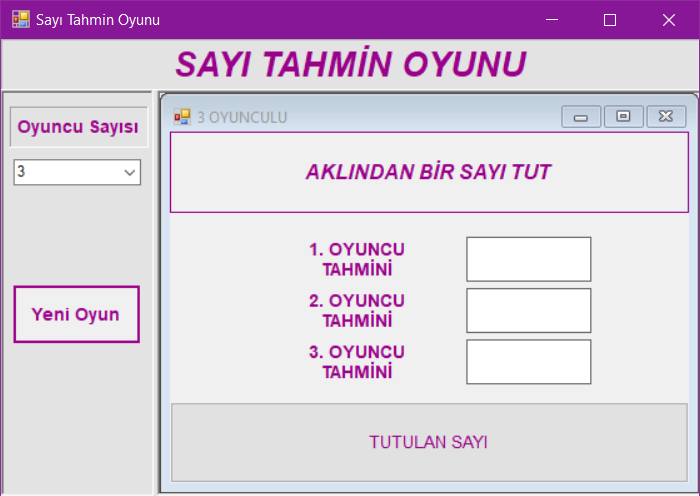 Sayı Tahmin Oyunu
SAYI TAHMİN OYUNU
Oyuncu Sayısı
3
Yeni Oyun
3 OYUNCULU
AKLINDAN BİR SAYI TUT
1. OYUNCU
TAHMİNİ
2. OYUNCU
TAHMİNİ
3. OYUNCU
TAHMİNİ
TUTULAN SAYI